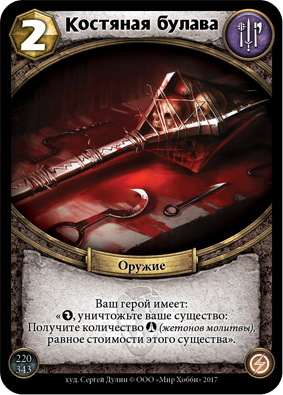 2
Костяная булава
Оружие
Ваш герой имеет:
«, уничтожьте ваше существо:
Получите количество (жетонов молитвы),
равное стоимости этого существа».
220
343
худ. Сергей Дулин © ООО «Мир Хобби» 2017